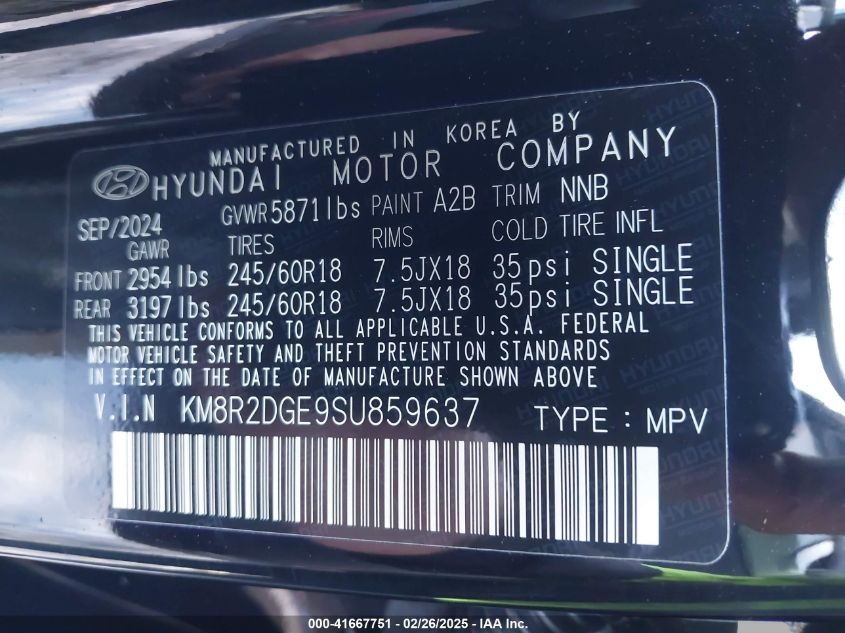 MANUFACTURED IN KOREA BY
HYUNDAI MOTOR COMPANY
SEP/2024 GVWR 5871 lbs PAINT A2B TRIM NNB
GAWR TIRES RIMS COLD TIRE INFL
FRONT 2954 lbs 245/60R18 7.5JX18 35psi SINGLE
REAR 3197 lbs 245/60R18 7.5JX18 35psi SINGLE
THIS VEHICLE CONFORMS TO ALL APPLICABLE U.S.A. FEDERAL
MOTOR VEHICLE SAFETY AND THEFT PREVENTION STANDARDS
IN EFFECT ON THE DATE OF MANUFACTURE SHOWN ABOVE
V.I.N KM8R2DGE9SU859637 TYPE : MPV
000-41667751 - 02/26/2025 - IAA Inc.